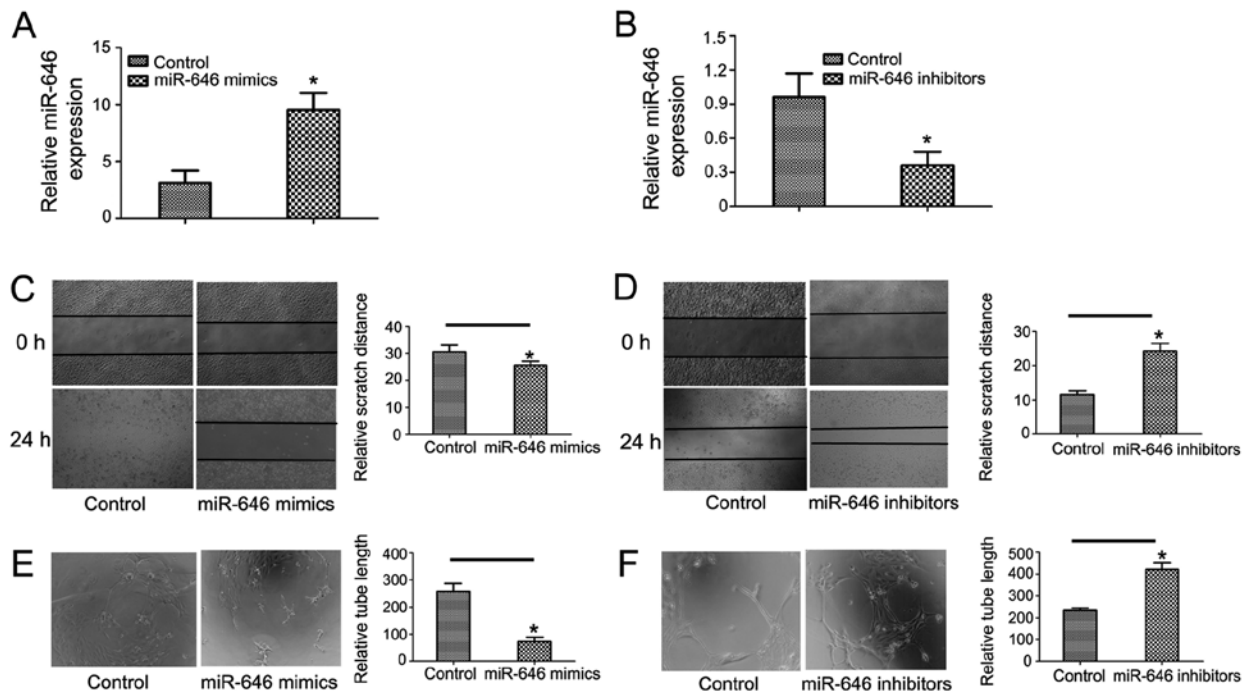 A
Relative miR-646
expression
15
10
5
0
Control
miR-646 mimics
*
B
Relative miR-646
expression
1.5
1.2
0.9
0.6
0.3
0
Control
miR-646 inhibitors
*
C
0 h
24 h
Control
miR-646 mimics
Relative scratch distance
40
30
20
10
0
*
Control
miR-646 mimics
D
0 h
24 h
Control
miR-646 inhibitors
Relative scratch distance
30
20
10
0
*
Control
miR-646 inhibitors
E
Control
miR-646 mimics
Relative tube length
400
300
200
100
0
*
Control
miR-646 mimics
F
Control
miR-646 inhibitors
Relative tube length
500
400
300
200
100
0
*
Control
miR-646 inhibitors